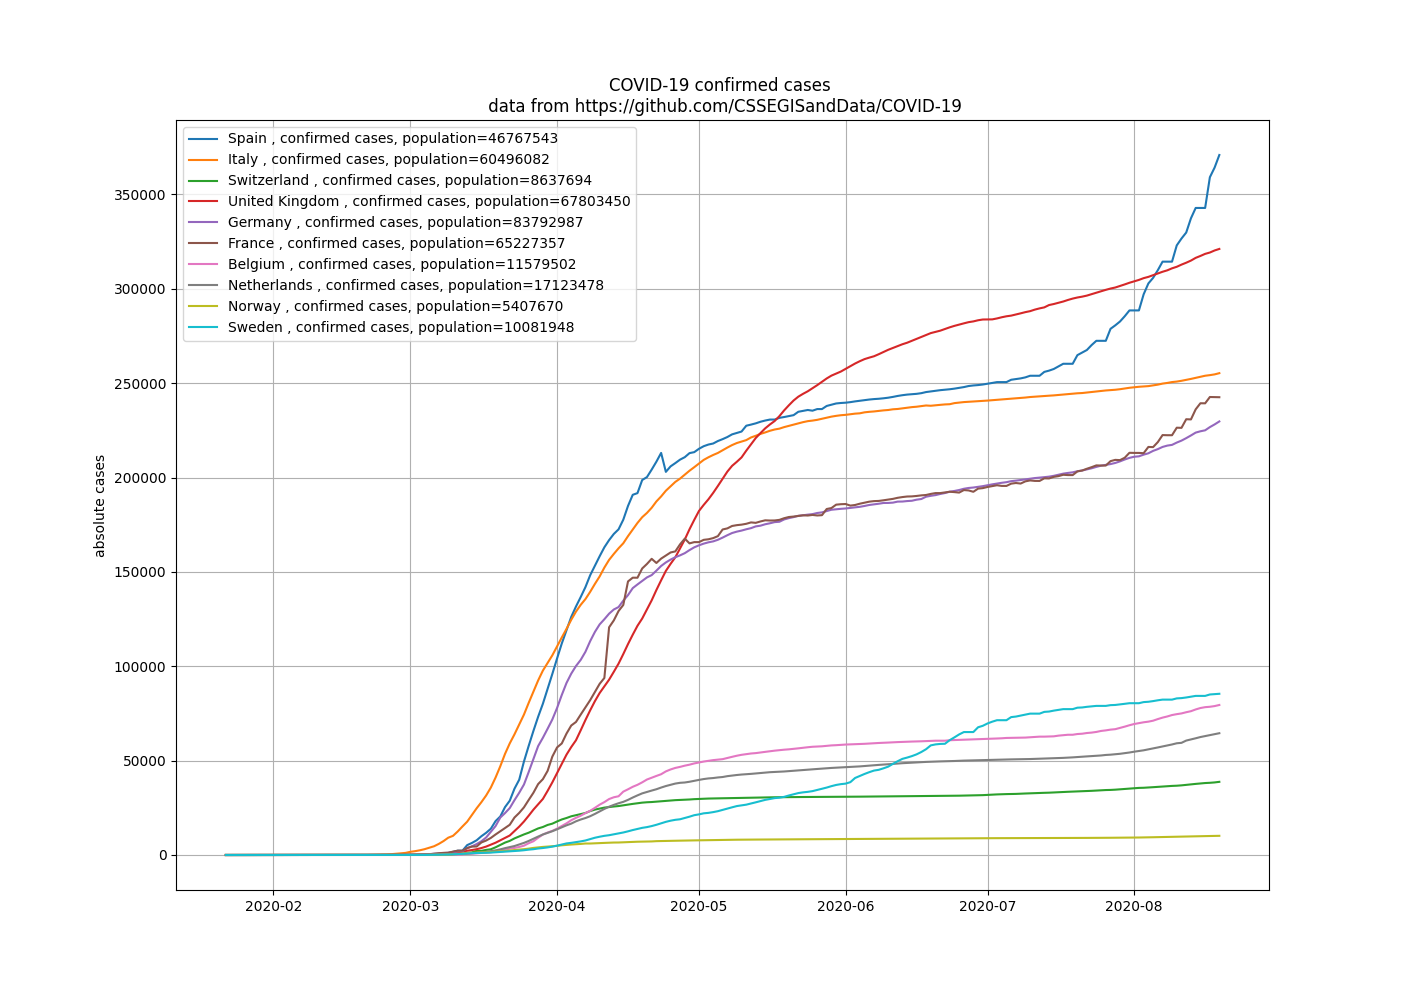 COVID-19 confirmed cases
data from https://github.com/CSSEGISandData/COVID-19
Spain , confirmed cases, population=46767543
Italy , confirmed cases, population=60496082
Switzerland , confirmed cases, population=8637694
United Kingdom , confirmed cases, population=67803450
Germany , confirmed cases, population=83792987
France , confirmed cases, population=65227357
Belgium , confirmed cases, population=11579502
Netherlands , confirmed cases, population=17123478
Norway , confirmed cases, population=5407670
Sweden , confirmed cases, population=10081948
absolute cases
350000
300000
250000
200000
150000
100000
50000
0
2020-02
2020-03
2020-04
2020-05
2020-06
2020-07
2020-08